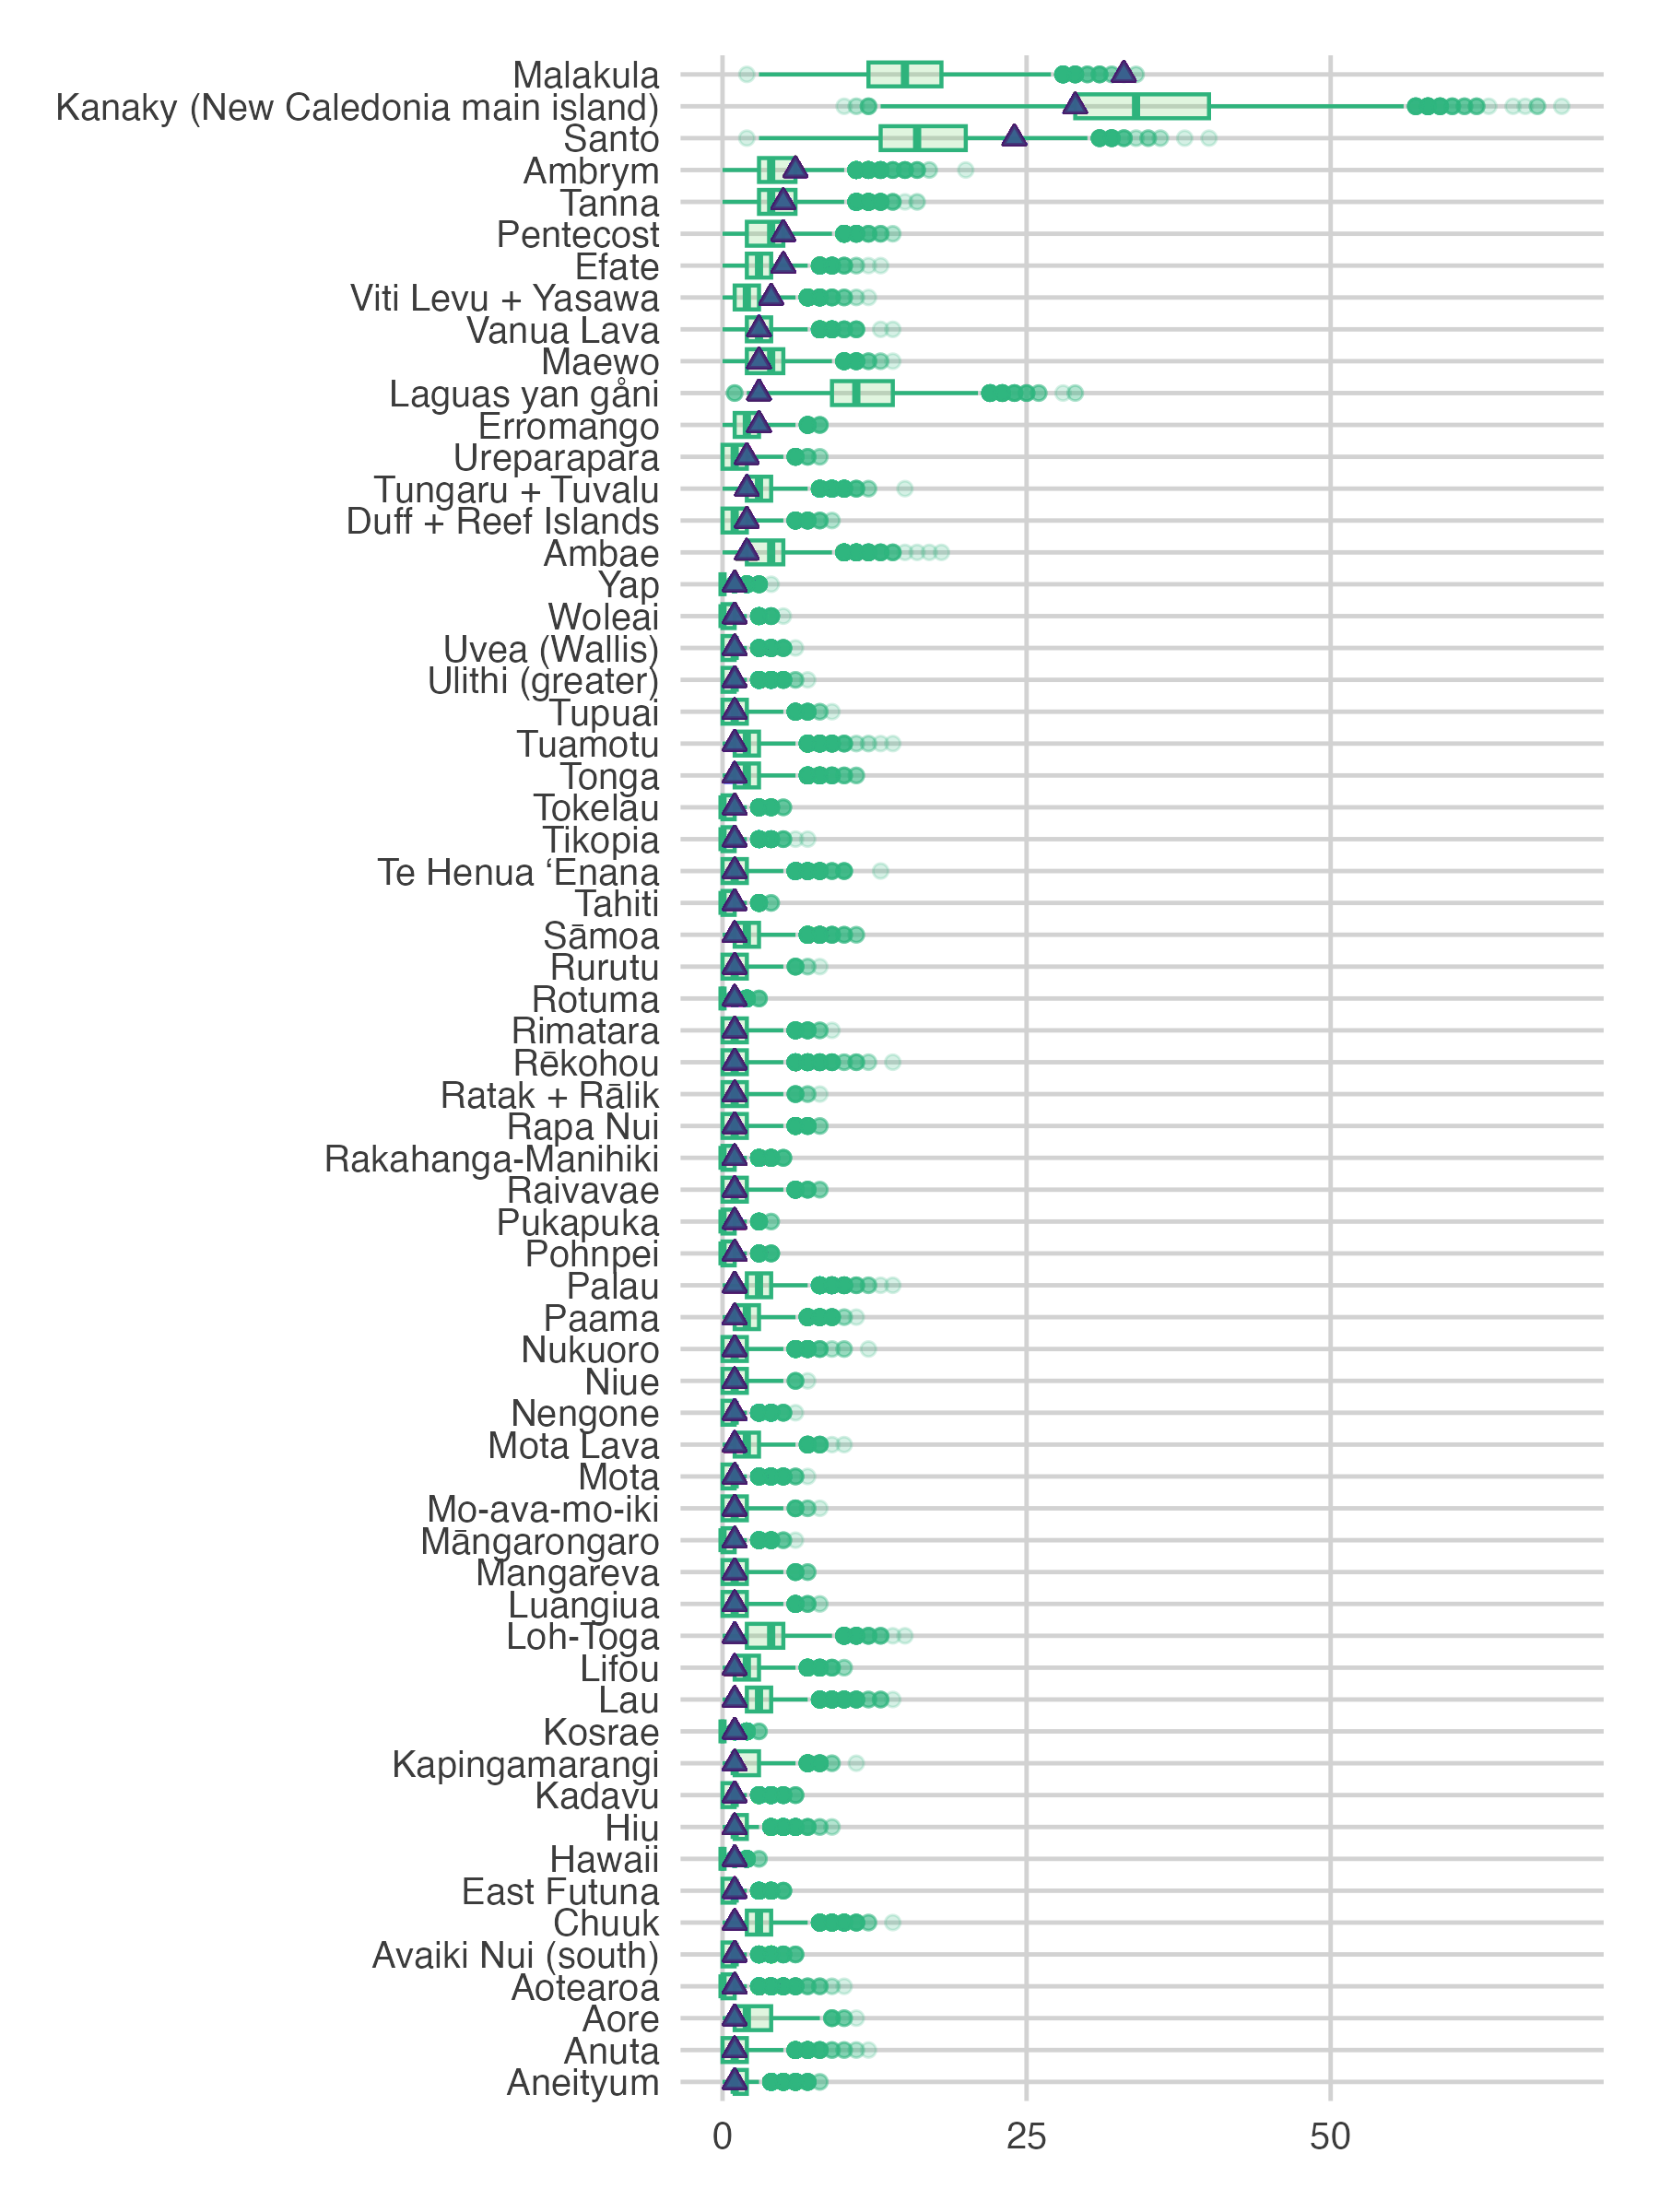 Malakula
Kanaky (New Caledonia main island)
Santo
Ambrym
Tanna
Pentecost
Efate
Viti Levu + Yasawa
Vanua Lava
Maewo
Laguas yan gåni
Erromango
Ureparapara
Tungaru + Tuvalu
Duff + Reef Islands
Ambae
Yap
Woleai
Uvea (Wallis)
Ulithi (greater)
Tupuai
Tuamotu
Tonga
Tokelau
Tikopia
Te Henua ‘Enana
Tahiti
Sāmoa
Rurutu
Rotuma
Rimatara
Rēkohou
Ratak + Rālik
Rapa Nui
Rakahanga-Manihiki
Raivavae
Pukapuka
Pohnpei
Palau
Paama
Nukuoro
Niue
Nengone
Mota Lava
Mota
Mo-ava-mo-iki
Māngarongaro
Mangareva
Luangiua
Loh-Toga
Lifou
Lau
Kosrae
Kapingamarangi
Kadavu
Hiu
Hawaii
East Futuna
Chuuk
Avaiki Nui (south)
Aotearoa
Aore
Anuta
Aneityum
0 25 50